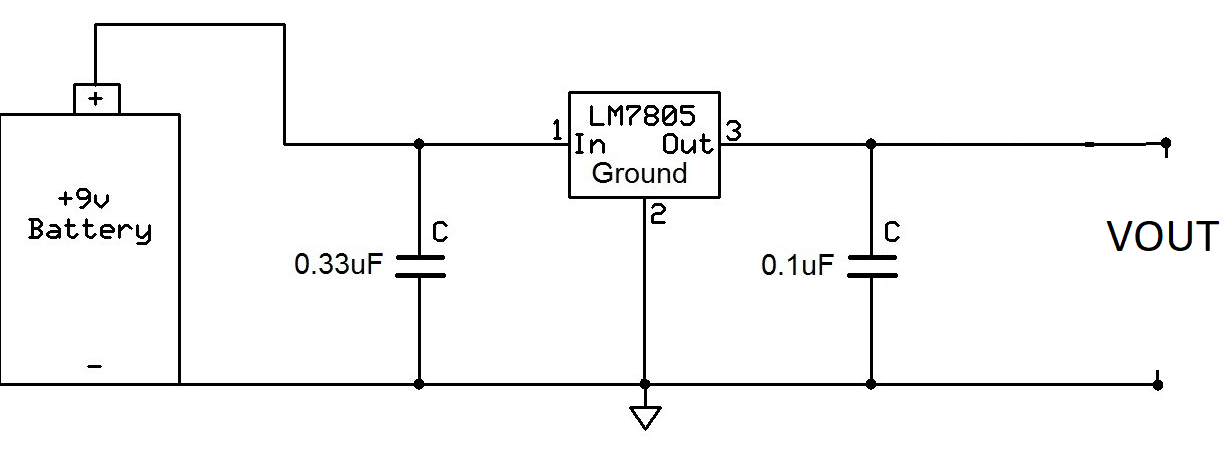 +
+9v
Battery
-
0.33uF
C
1
LM7805
In Out
Ground
3
2
C
0.1uF
VOUT